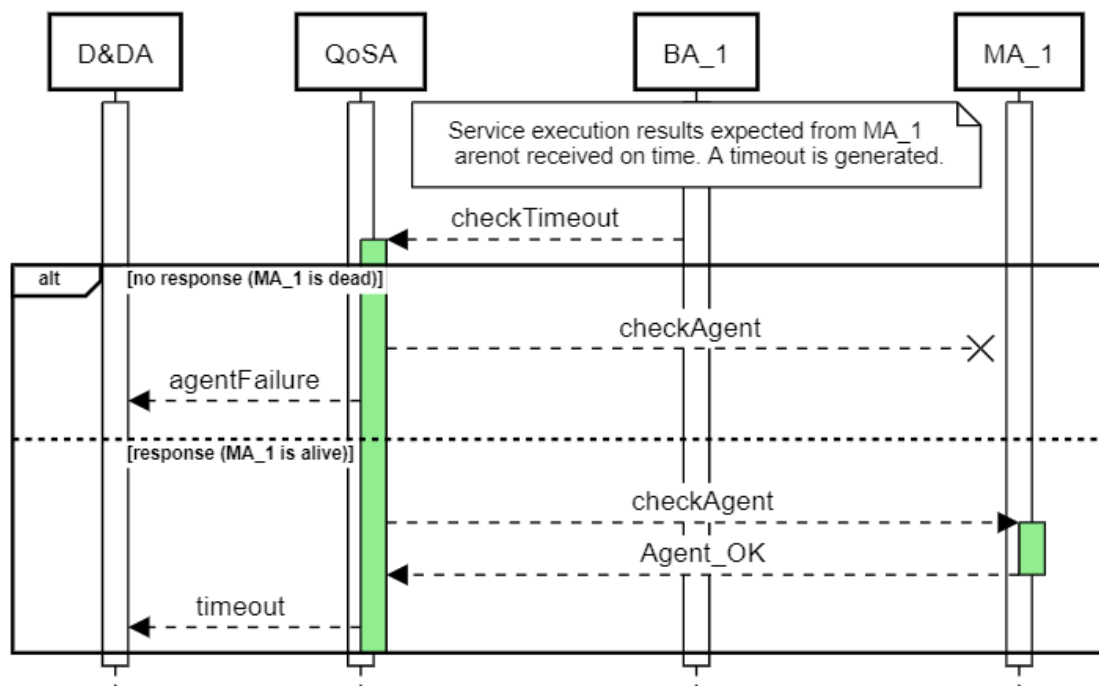 D&DA QoSA BA_1 MA_1
Service execution results expected from MA_1
arenot received on time. A timeout is generated.
checkTimeout
alt [no response (MA_1 is dead)]
checkAgent
agentFailure
[response (MA_1 is alive)]
checkAgent
Agent_OK
timeout